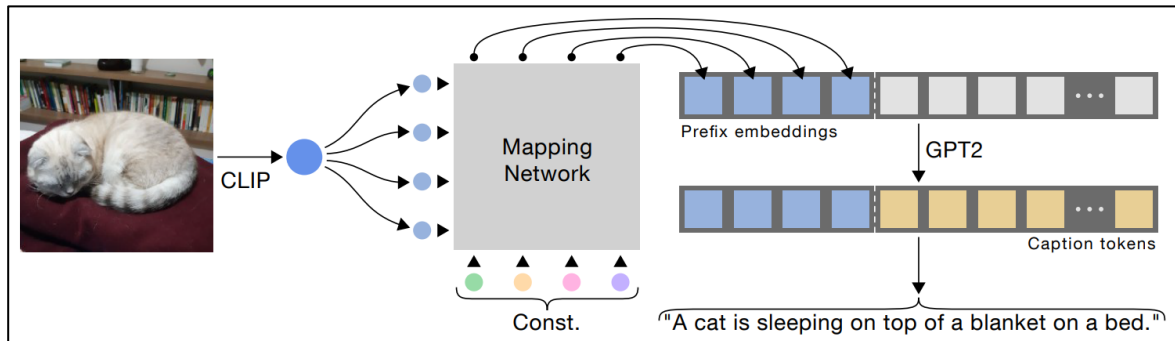 CLIP
Mapping
Network
Const.
Prefix embeddings
GPT2
Caption tokens
"A cat is sleeping on top of a blanket on a bed."